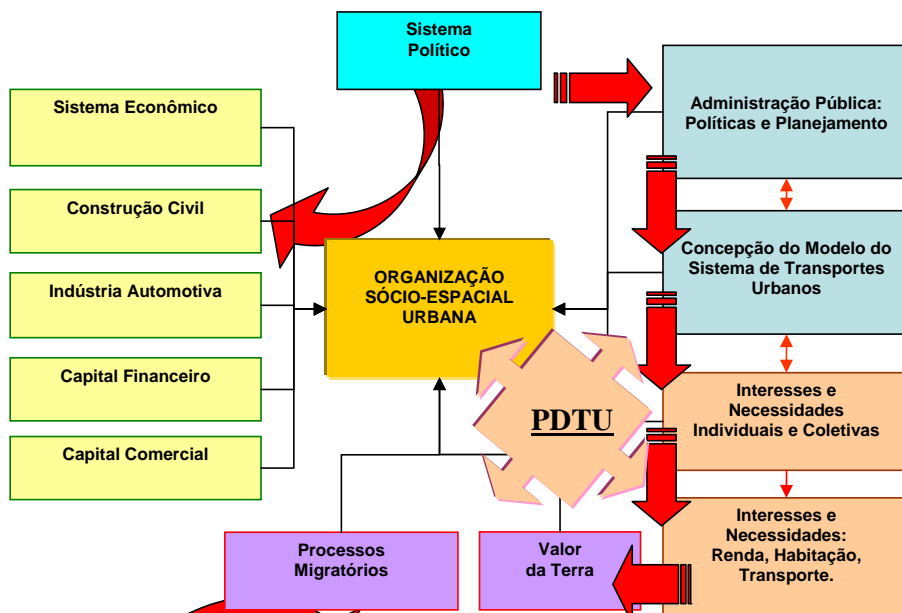 Sistema
Político
Administração Pública:
Políticas e Planejamento
Sistema Econômico
Construção Civil
Indústria Automotiva
Capital Financeiro
Capital Comercial
ORGANIZAÇÃO
SÓCIO-ESPACIAL
URBANA
Concepção do Modelo do
Sistema de Transportes
Urbanos
PDTU
Interesses e
Necessidades
Individuais e Coletivas
Interesses e
Necessidades:
Renda, Habitação,
Transporte.
Processos
Migratórios
Valor
da Terra